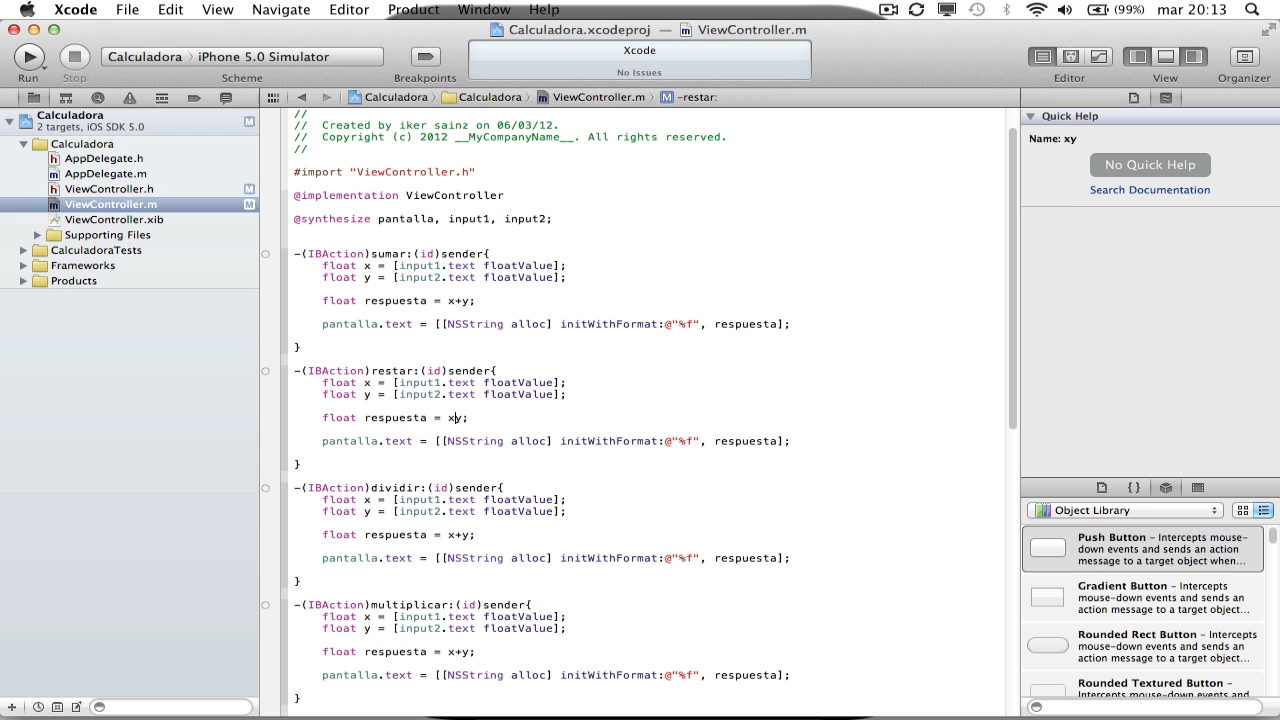 Xcode File Edit View Navigate Editor Product Window Help (99%) mar 20:13
Calculadora.xcodeproj — ViewController.m
Calculadora iPhone 5.0 Simulator
Xcode
No Issues
Run Stop Scheme Breakpoints Editor View Organizer
Calculadora
2 targets, iOS SDK 5.0
M
Calculadora
AppDelegate.h
AppDelegate.m
ViewController.h M
ViewController.m M
ViewController.xib
Supporting Files
CalculadoraTests
Frameworks
Products
Calculadora Calculadora ViewController.m M -restar:
//
// Created by iker sainz on 06/03/12.
// Copyright (c) 2012 __MyCompanyName__. All rights reserved.
//
#import "ViewController.h"
@implementation ViewController
@synthesize pantalla, input1, input2;
-(IBAction)sumar:(id)sender{
float x = [input1.text floatValue];
float y = [input2.text floatValue];
float respuesta = x+y;
pantalla.text = [[NSString alloc] initWithFormat:@"%f", respuesta];
}
-(IBAction)restar:(id)sender{
float x = [input1.text floatValue];
float y = [input2.text floatValue];
float respuesta = xy;
pantalla.text = [[NSString alloc] initWithFormat:@"%f", respuesta];
}
-(IBAction)dividir:(id)sender{
float x = [input1.text floatValue];
float y = [input2.text floatValue];
float respuesta = x+y;
pantalla.text = [[NSString alloc] initWithFormat:@"%f", respuesta];
}
-(IBAction)multiplicar:(id)sender{
float x = [input1.text floatValue];
float y = [input2.text floatValue];
float respuesta = x+y;
pantalla.text = [[NSString alloc] initWithFormat:@"%f", respuesta];
}
Quick Help
Name: xy
No Quick Help
Search Documentation
{ }
Object Library
Push Button – Intercepts mouse-
down events and sends an action
message to a target object when...
Gradient Button – Intercepts
mouse-down events and sends an
action message to a target object...
Rounded Rect Button – Intercepts
mouse-down events and sends an
action message to a target object...
Rounded Textured Button –
Intercepts mouse-down events and